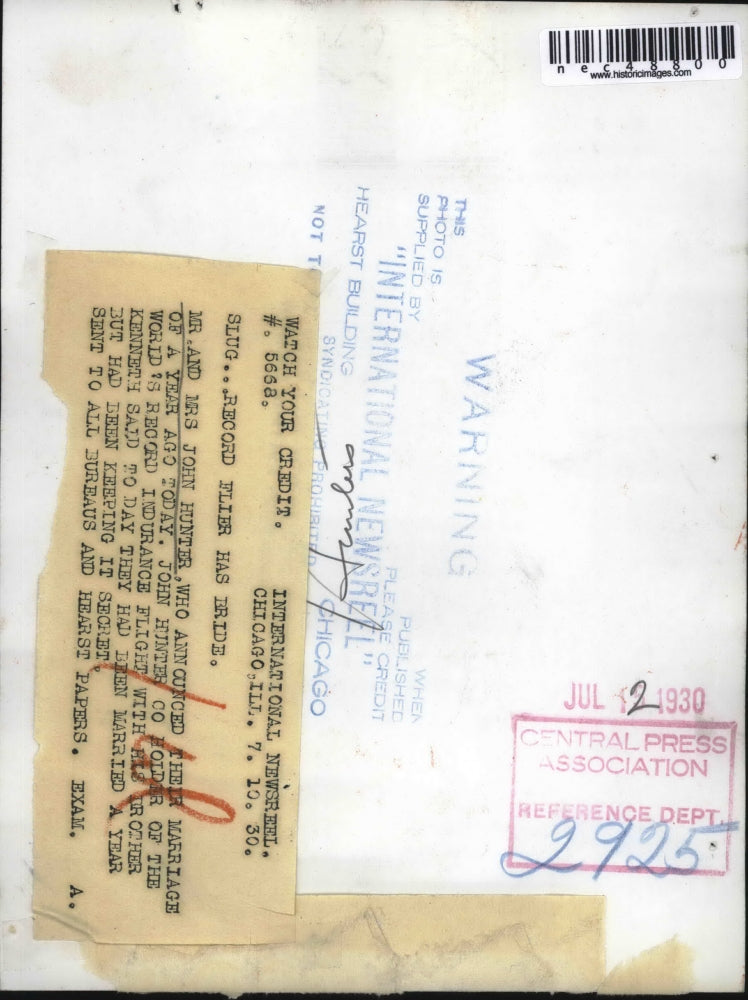 nec48800
www.historicimages.com
WARNING
THIS
PHOTO IS
SUPPLIED BY
WHEN
PUBLISHED
PLEASE CREDIT
"INTERNATIONAL NEWSREEL"
HEARST BUILDING
CHICAGO
SYNDICATING PROHIBITED
NOT T
JUL 12 1930
CENTRAL PRESS
ASSOCIATION
REFERENCE DEPT.
2925
WATCH YOUR CREDIT. INTERNATIONAL NEWSREEL.
#. 5668. CHICAGO, ILL. 7. 10. 30.
SLUG...RECORD FLIER HAS BRIDE.
MR. AND MRS JOHN HUNTER, WHO ANNOUNCED THEIR MARRIAGE
OF A YEAR AGO TODAY. JOHN HUNTER CO HOLDER OF THE
WORLD'S RECORD INDURANCE FLIGHT WITH HIS BROTHER
KENNETH SAID TO DAY THEY HAD BEEN MARRIED A YEAR
BUT HAD BEEN KEEPING IT SECRET.
SENT TO ALL BUREAUS AND HEARST PAPERS. EXAM. A.